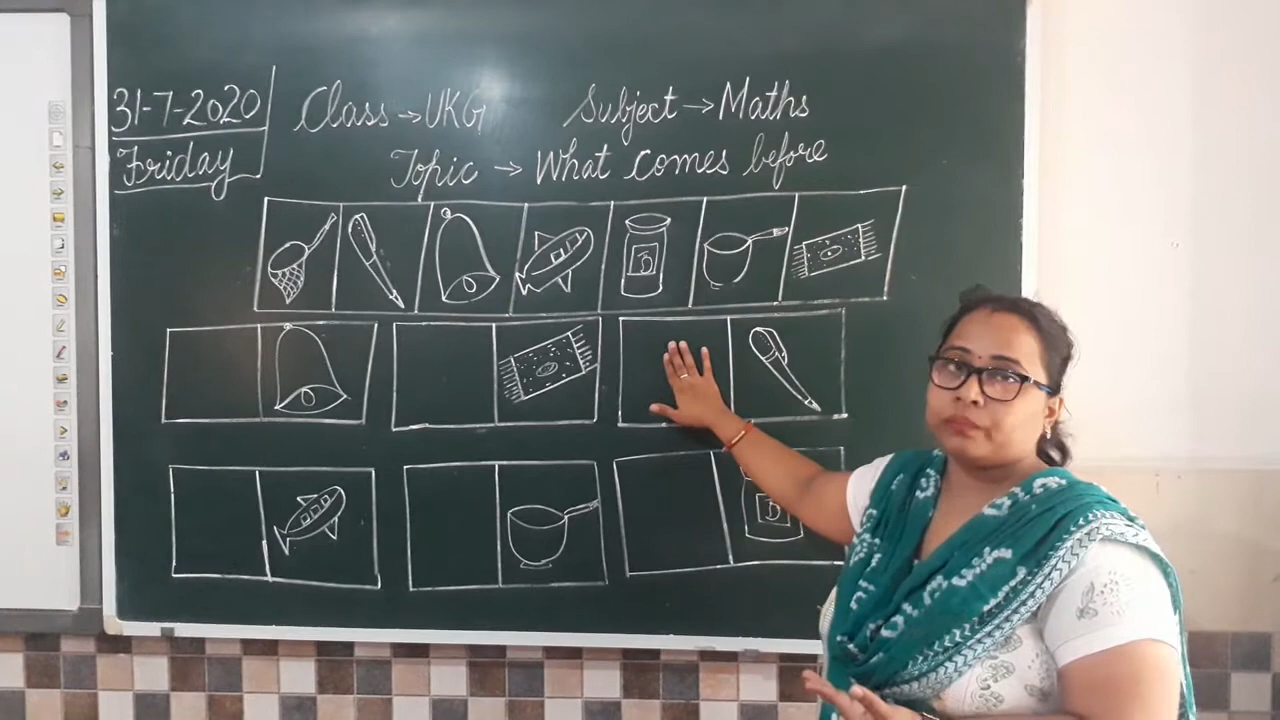 31-7-2020 Class → UKG Subject → Maths
Friday Topic → What comes before